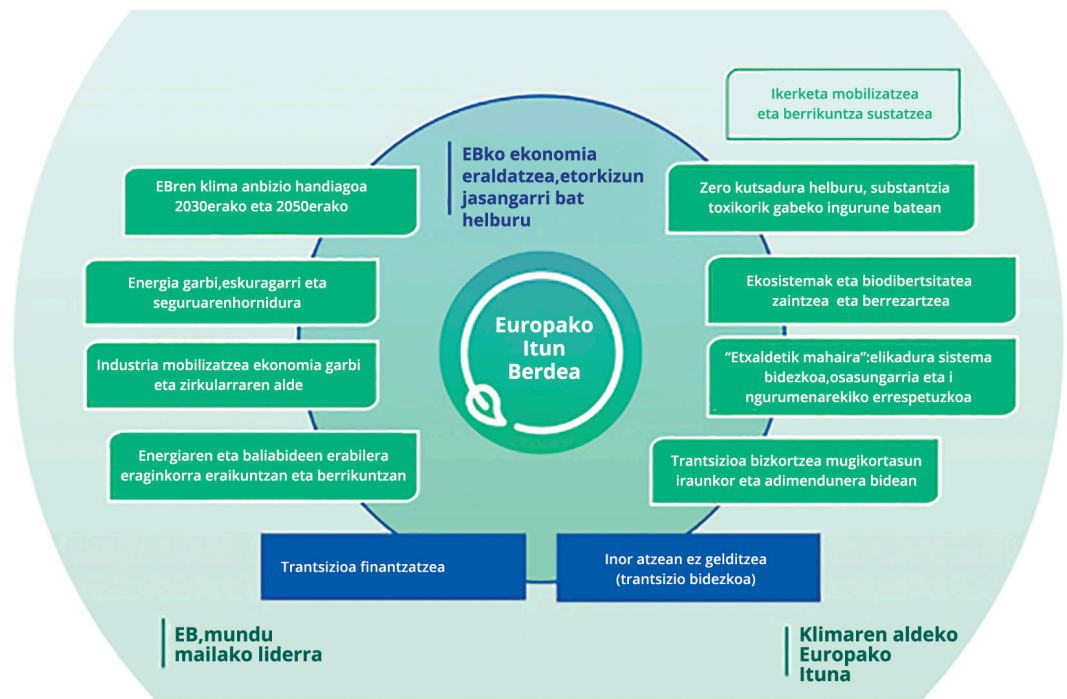 Ikerketa mobilizatzea
eta berrikuntza sustatzea
EBko ekonomia
eraldatzea,etorkizun
jasangarri bat
helburu
EBren klima anbizio handiagoa
2030erako eta 2050erako
Zero kutsadura helburu, substantzia
toxikorik gabeko ingurune batean
Energia garbi,eskuragarri eta
seguruarenhornidura
Ekosistemak eta biodibertsitatea
zaintzea eta berrezartzea
Europako
Itun
Berdea
Industria mobilizatzea ekonomia garbi
eta zirkularraren alde
“Etxaldetik mahaira”:elikadura sistema
bidezkoa,osasungarria eta i
ngurumenarekiko errespetuzkoa
Energiaren eta baliabideen erabilera
eraginkorra eraikuntzan eta berrikuntzan
Trantsizioa bizkortzea mugikortasun
iraunkor eta adimendunera bidean
Trantsizioa finantzatzea
Inor atzean ez gelditzea
(trantsizio bidezkoa)
EB,mundu
mailako liderra
Klimaren aldeko
Europako
Ituna